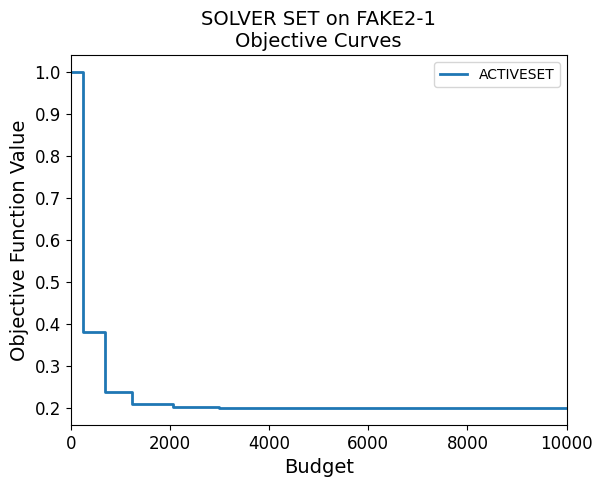 SOLVER SET on FAKE2-1
Objective Curves
ACTIVESET
Objective Function Value
1.0
0.9
0.8
0.7
0.6
0.5
0.4
0.3
0.2
0 2000 4000 6000 8000 10000
Budget